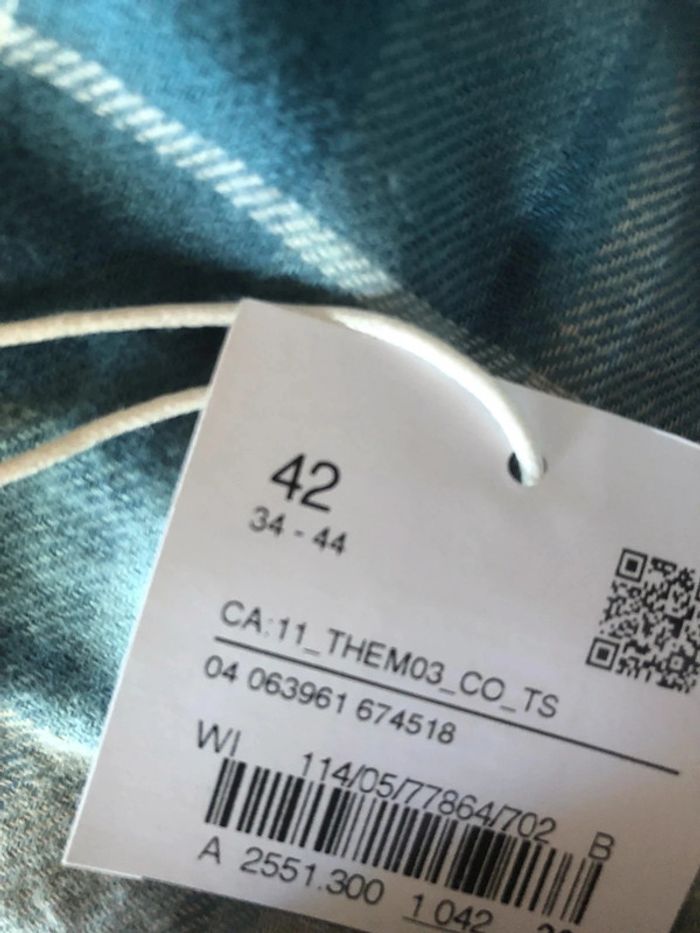 42
34 - 44
CA:11_THEM03_CO_TS
04 063961 674518
WI 114/05/77864/702 B
A 2551.300 1 042